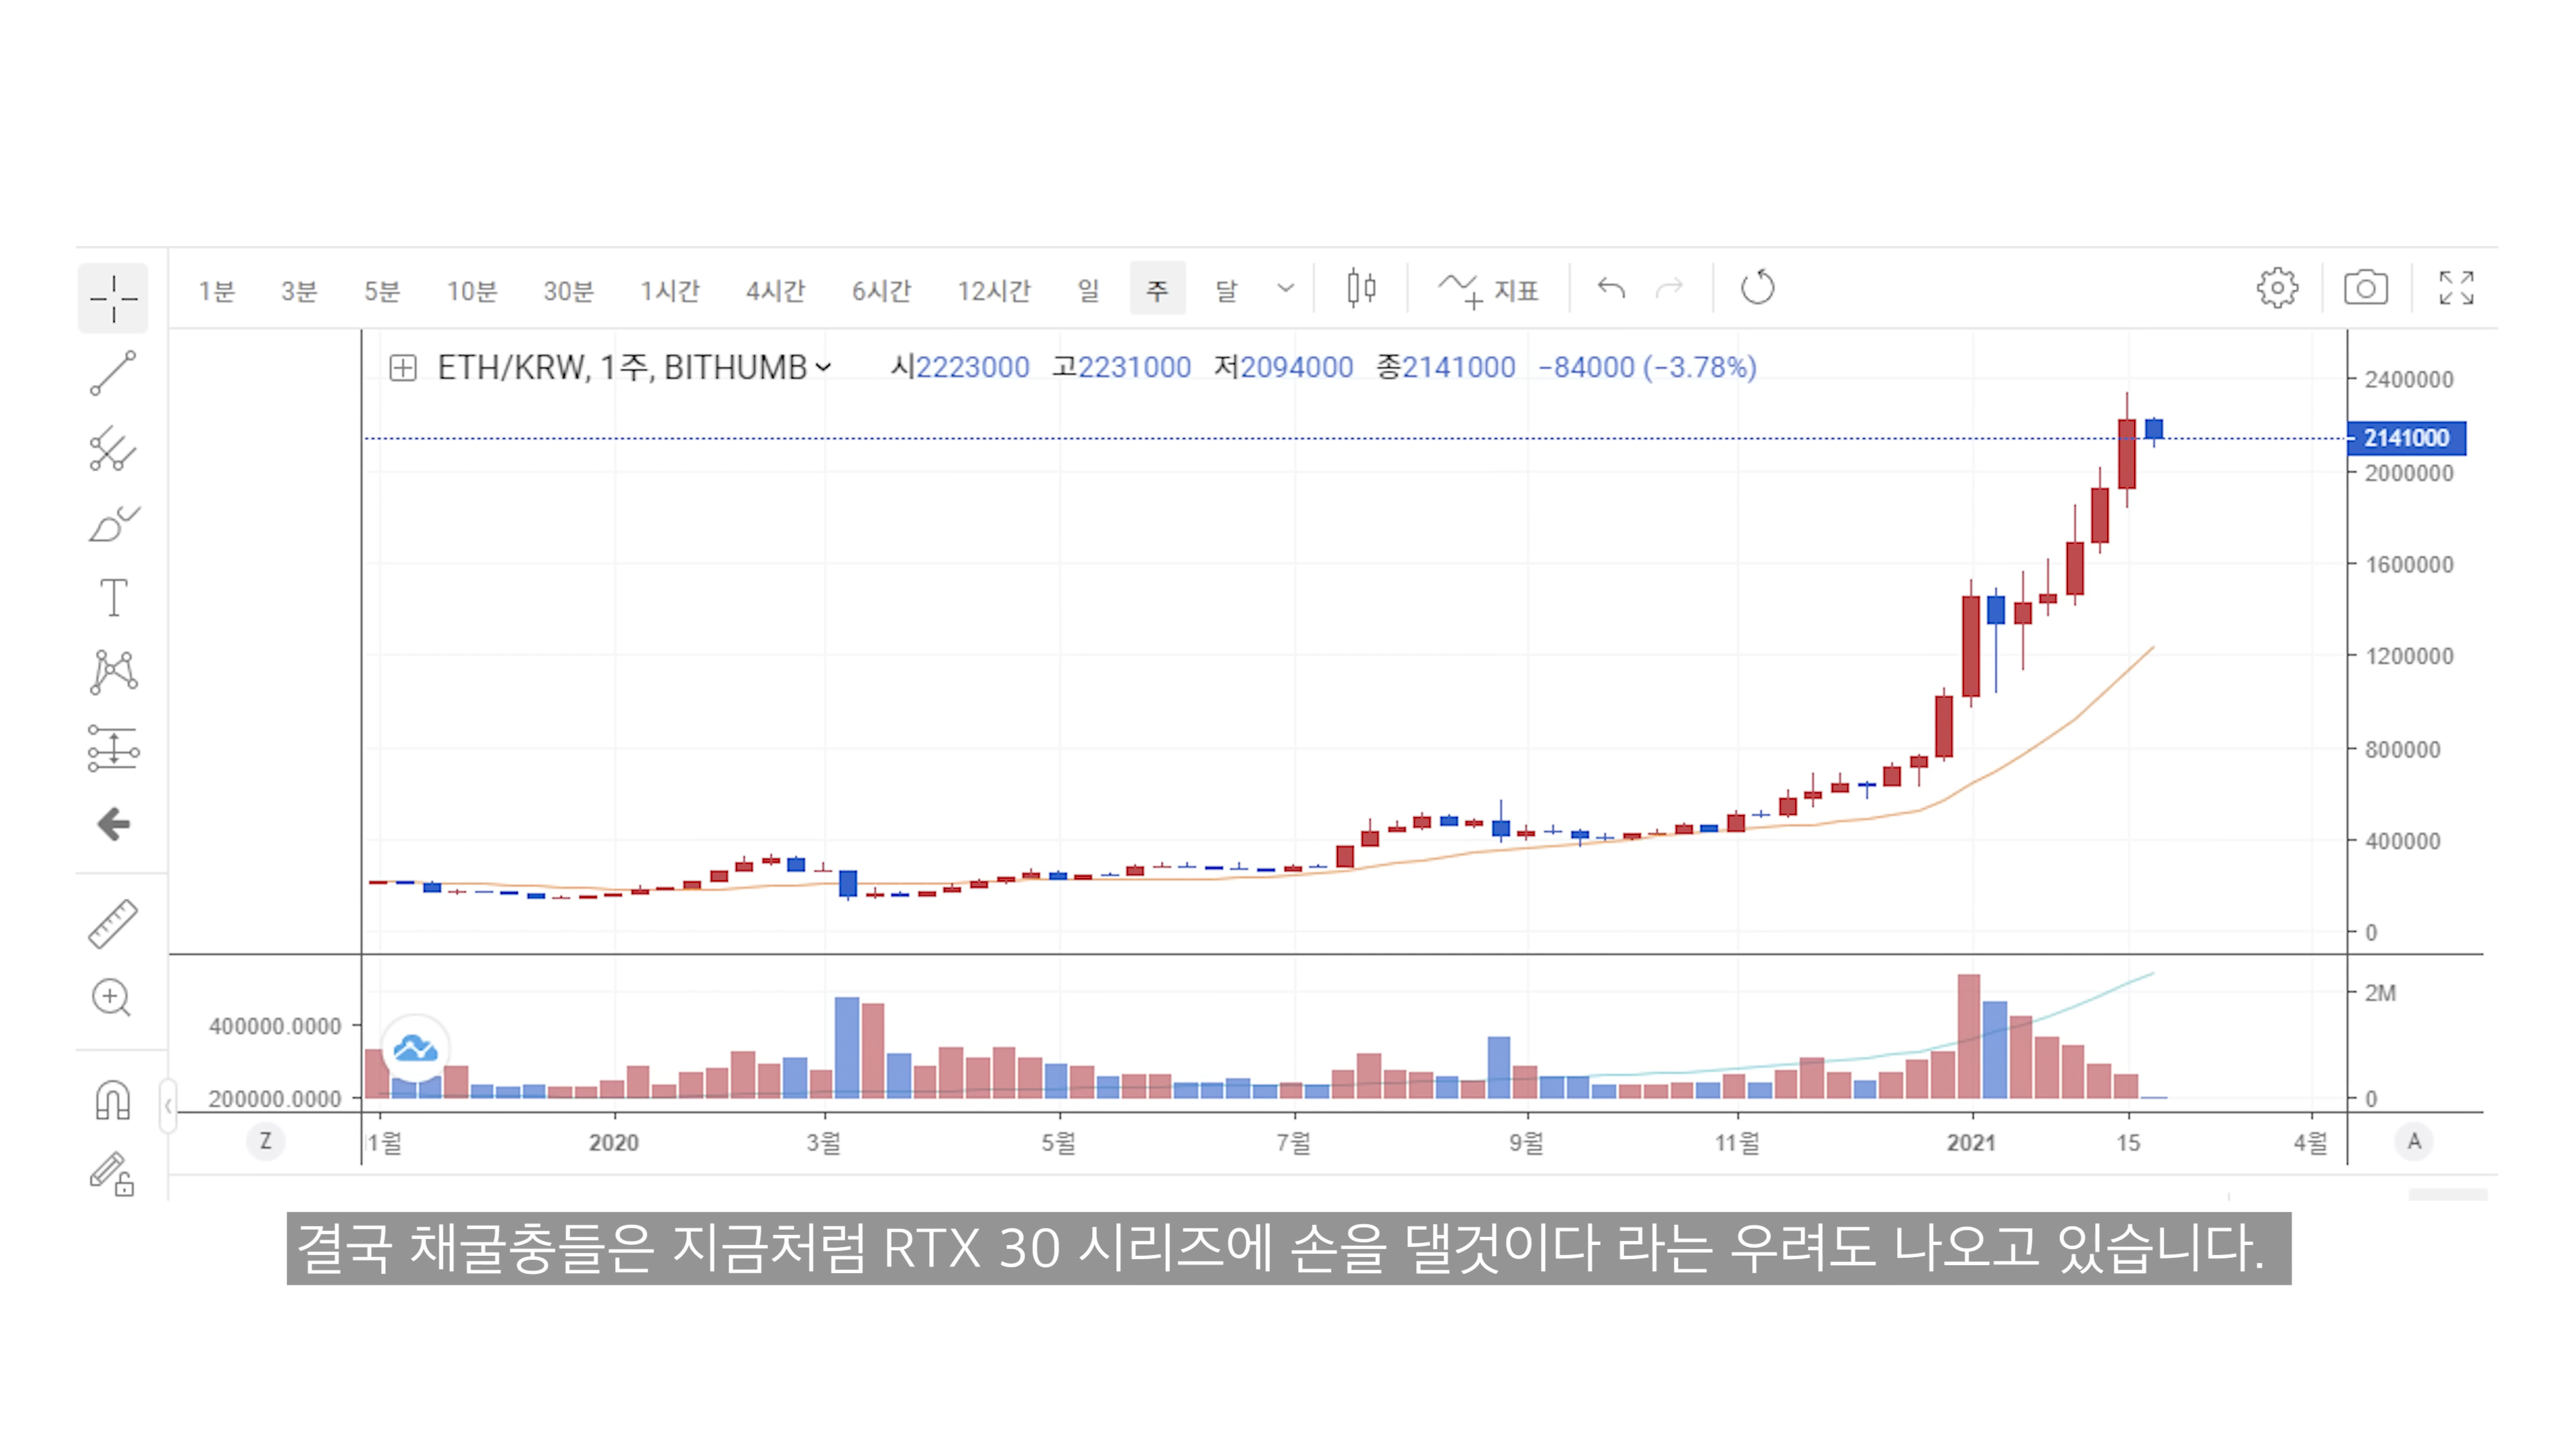 1분 3분 5분 10분 30분 1시간 4시간 6시간 12시간 일 주 달 지표
ETH/KRW, 1주, BITHUMB 시2223000 고2231000 저2094000 종2141000 −84000 (−3.78%)
2400000
2141000
2000000
1600000
1200000
800000
400000
0
2M
400000.0000
200000.0000 0
Z 11월 2020 3월 5월 7월 9월 11월 2021 15 4월 A
결국 채굴충들은 지금처럼 RTX 30 시리즈에 손을 댈것이다 라는 우려도 나오고 있습니다.